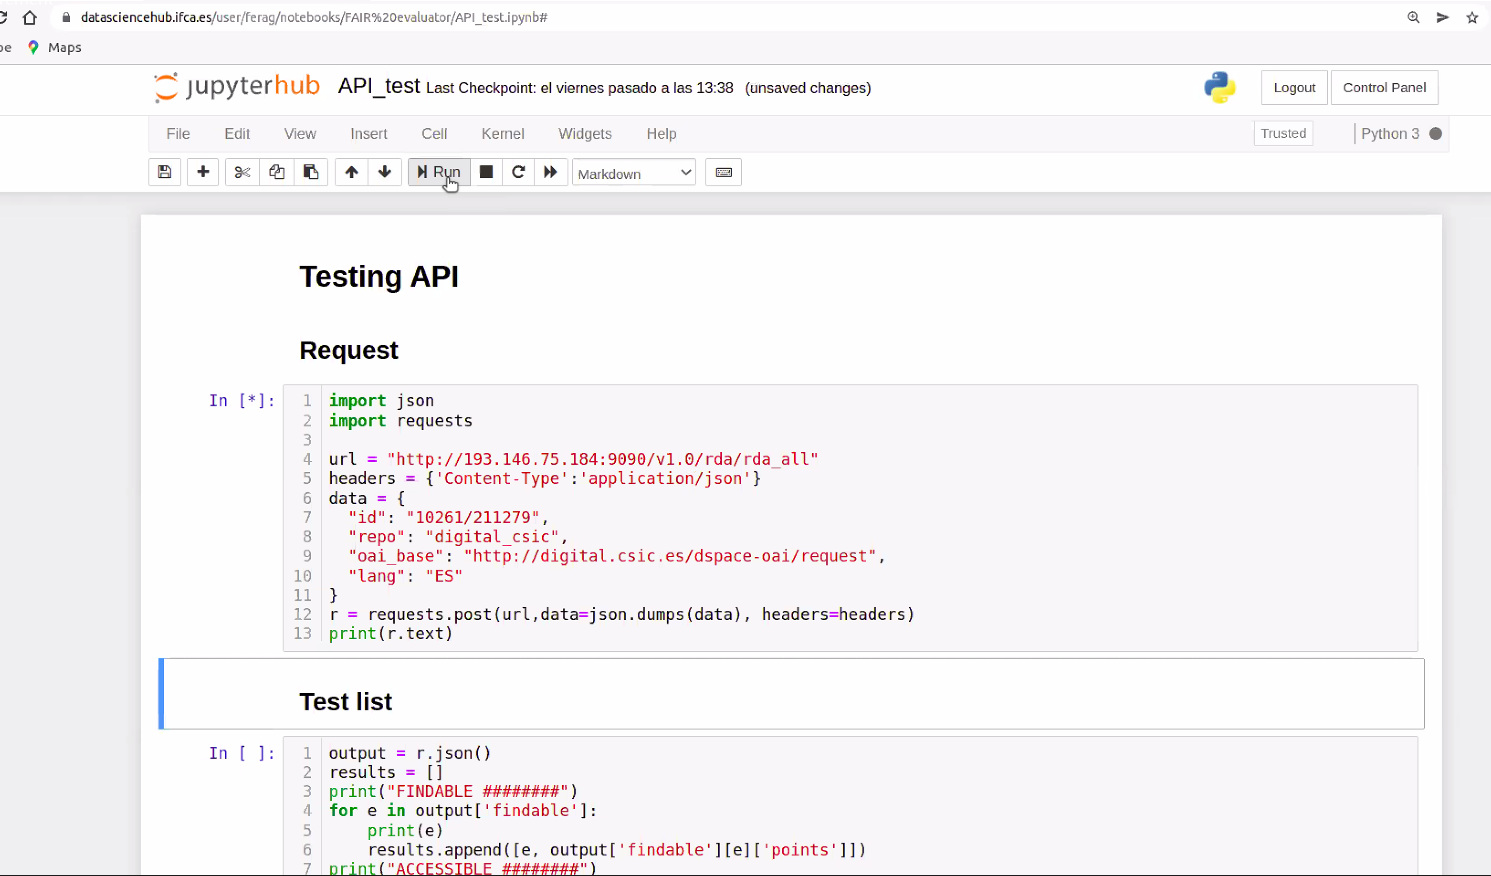 datasciencehub.ifca.es/user/ferag/notebooks/FAIR%20evaluator/API_test.ipynb#
Maps
jupyterhub API_test Last Checkpoint: el viernes pasado a las 13:38 (unsaved changes) Logout Control Panel
File Edit View Insert Cell Kernel Widgets Help Trusted Python 3
Run Markdown
Testing API
Request
In [*]:
1 import json
2 import requests
3
4 url = "http://193.146.75.184:9090/v1.0/rda/rda_all"
5 headers = {'Content-Type':'application/json'}
6 data = {
7 "id": "10261/211279",
8 "repo": "digital_csic",
9 "oai_base": "http://digital.csic.es/dspace-oai/request",
10 "lang": "ES"
11 }
12 r = requests.post(url,data=json.dumps(data), headers=headers)
13 print(r.text)
Test list
In [ ]:
1 output = r.json()
2 results = []
3 print("FINDABLE ########")
4 for e in output['findable']:
5 print(e)
6 results.append([e, output['findable'][e]['points']])
7 print("ACCESSIBLE ########")